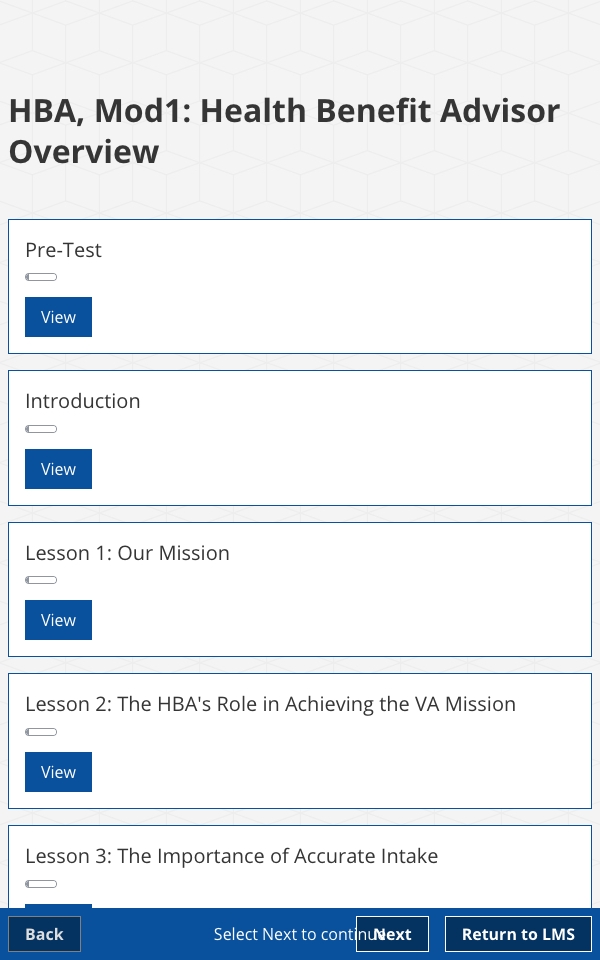 HBA, Mod1: Health Benefit Advisor
Overview
Pre-Test
View
Introduction
View
Lesson 1: Our Mission
View
Lesson 2: The HBA's Role in Achieving the VA Mission
View
Lesson 3: The Importance of Accurate Intake
Back
Select Next to continue
Next
Return to LMS